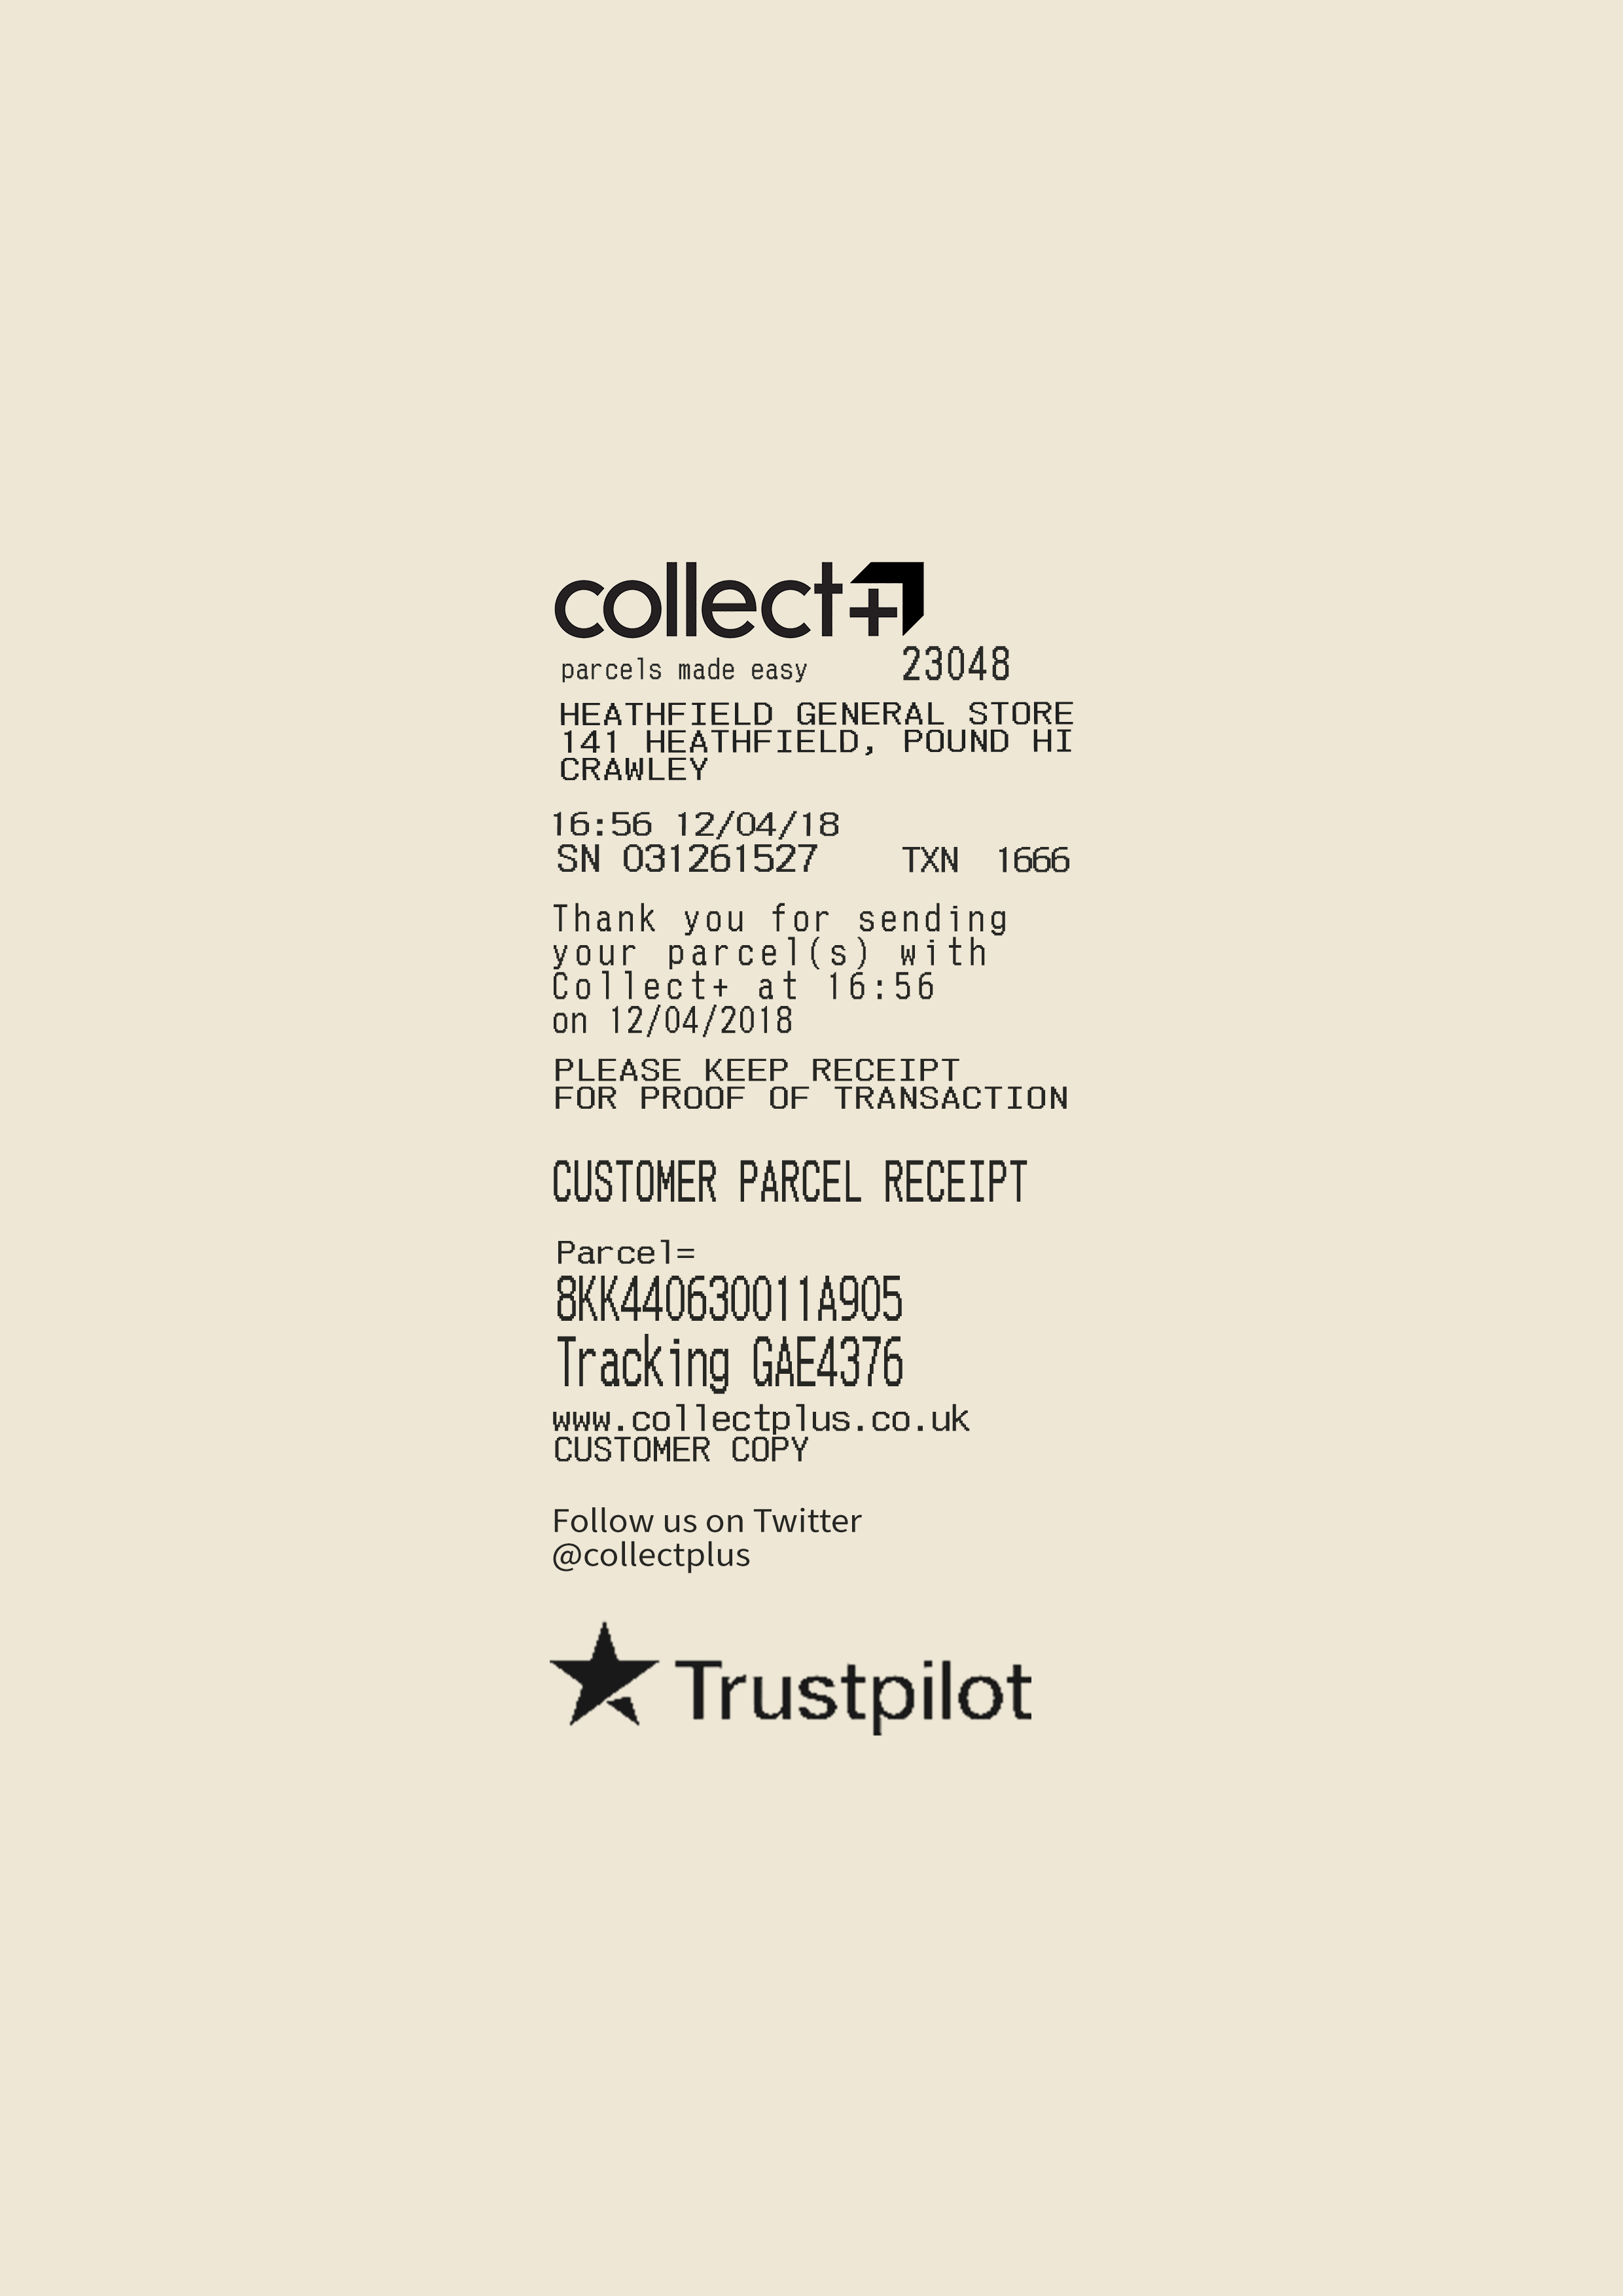 collect+
parcels made easy 23048
HEATHFIELD GENERAL STORE
141 HEATHFIELD, POUND HI
CRAWLEY
16:56 12/04/18
SN 031261527 TXN 1666
Thank you for sending
your parcel(s) with
Collect+ at 16:56
on 12/04/2018
PLEASE KEEP RECEIPT
FOR PROOF OF TRANSACTION
CUSTOMER PARCEL RECEIPT
Parcel=
8KK440630011A905
Tracking GAE4376
www.collectplus.co.uk
CUSTOMER COPY
Follow us on Twitter
@collectplus
Trustpilot